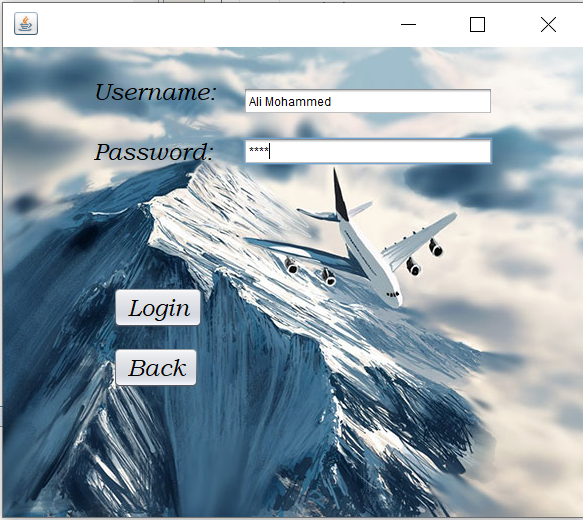 Username:
Ali Mohammed
Password:
****
Login
Back